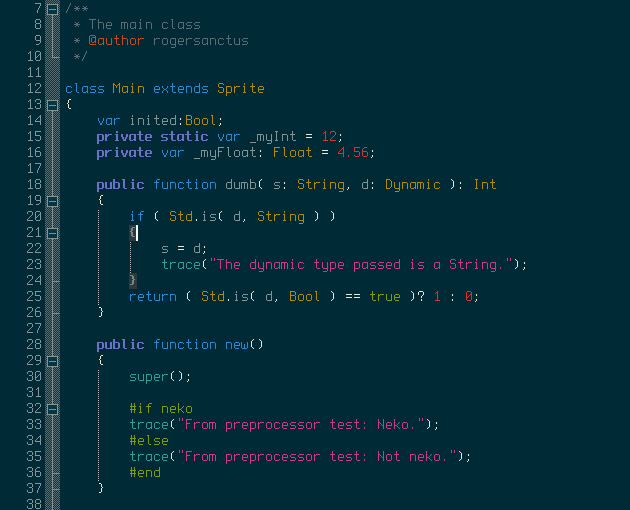 7 /**
8  * The main class
9  * @author rogersanctus
10  */
11
12 class Main extends Sprite
13 {
14     var inited:Bool;
15     private static var _myInt = 12;
16     private var _myFloat: Float = 4.56;
17
18     public function dumb( s: String, d: Dynamic ): Int
19     {
20         if ( Std.is( d, String ) )
21         {
22             s = d;
23             trace("The dynamic type passed is a String.");
24         }
25         return ( Std.is( d, Bool ) == true )? 1 : 0;
26     }
27
28     public function new()
29     {
30         super();
31
32         #if neko
33         trace("From preprocessor test: Neko.");
34         #else
35         trace("From preprocessor test: Not neko.");
36         #end
37     }
38